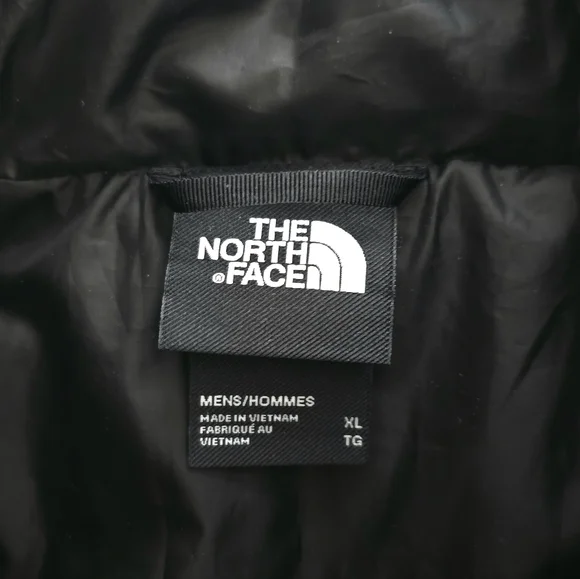 THE
NORTH
®FACE
MENS/HOMMES
MADE IN VIETNAM XL
FABRIQUÉ AU
VIETNAM TG